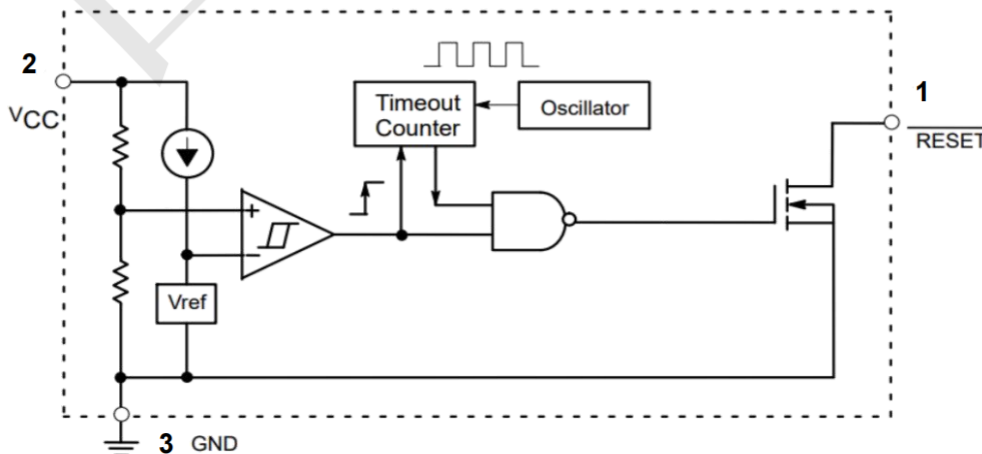 2
VCC
Timeout
Counter
Oscillator
1
RESET
+
−
Vref
3 GND